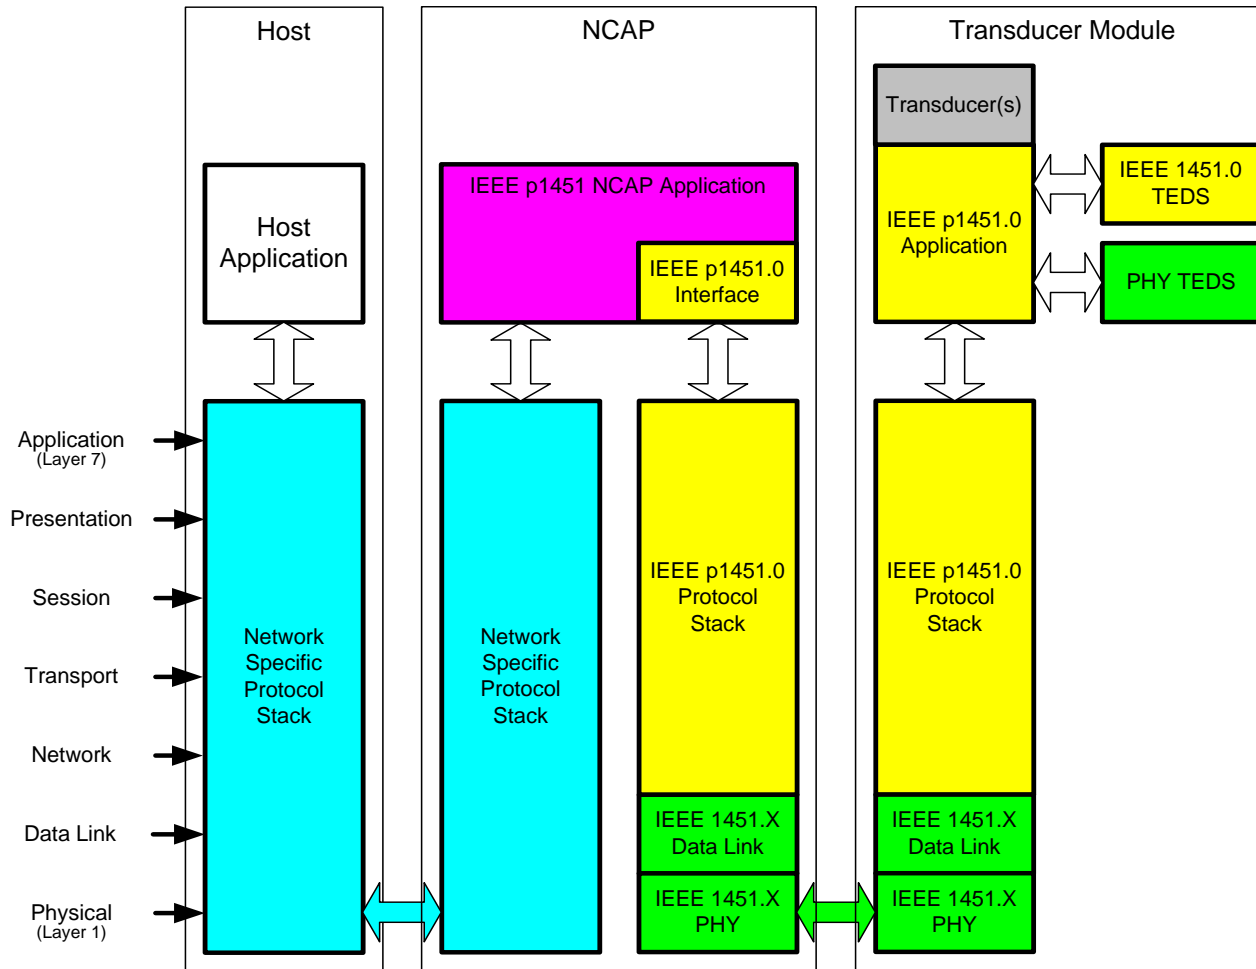 Host
NCAP
Transducer Module
Transducer(s)
IEEE p1451 NCAP Application
IEEE 1451.0
TEDS
Host
Application
IEEE p1451.0
Application
IEEE p1451.0
Interface
PHY TEDS
Application
(Layer 7)
Presentation
Session
Transport
Network
Data Link
Physical
(Layer 1)
Network
Specific
Protocol
Stack
Network
Specific
Protocol
Stack
IEEE p1451.0
Protocol
Stack
IEEE p1451.0
Protocol
Stack
IEEE 1451.X
Data Link
IEEE 1451.X
Data Link
IEEE 1451.X
PHY
IEEE 1451.X
PHY